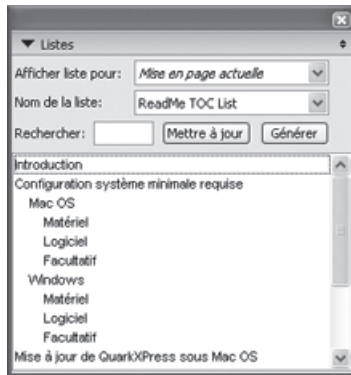 Listes
Afficher liste pour: Mise en page actuelle
Nom de la liste: ReadMe TOC List
Rechercher: Mettre à jour Générer
Introduction
Configuration système minimale requise
Mac OS
Matériel
Logiciel
Facultatif
Windows
Matériel
Logiciel
Facultatif
Mise à jour de QuarkXPress sous Mac OS